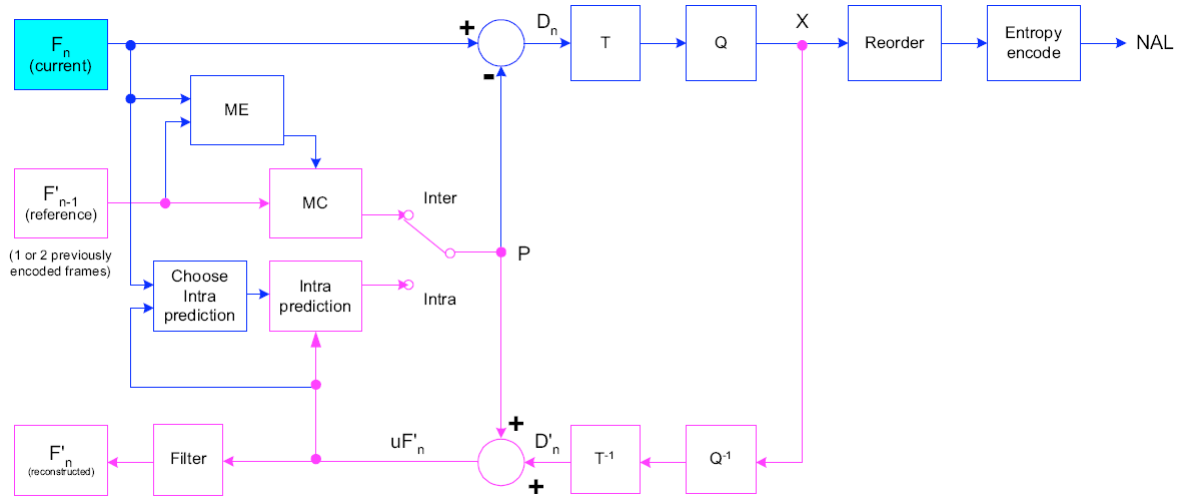 Fn
(current)
+
-
Dn
T
Q
X
Reorder
Entropy
encode
NAL
ME
F'n-1
(reference)
(1 or 2 previously
encoded frames)
MC
Inter
P
Choose
Intra
prediction
Intra
prediction
Intra
F'n
(reconstructed)
Filter
uF'n
+
+
D'n
T-1
Q-1